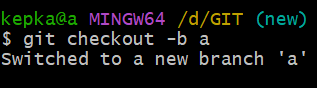 kepka@a MINGW64 /d/GIT (new)
$ git checkout -b a
Switched to a new branch 'a'